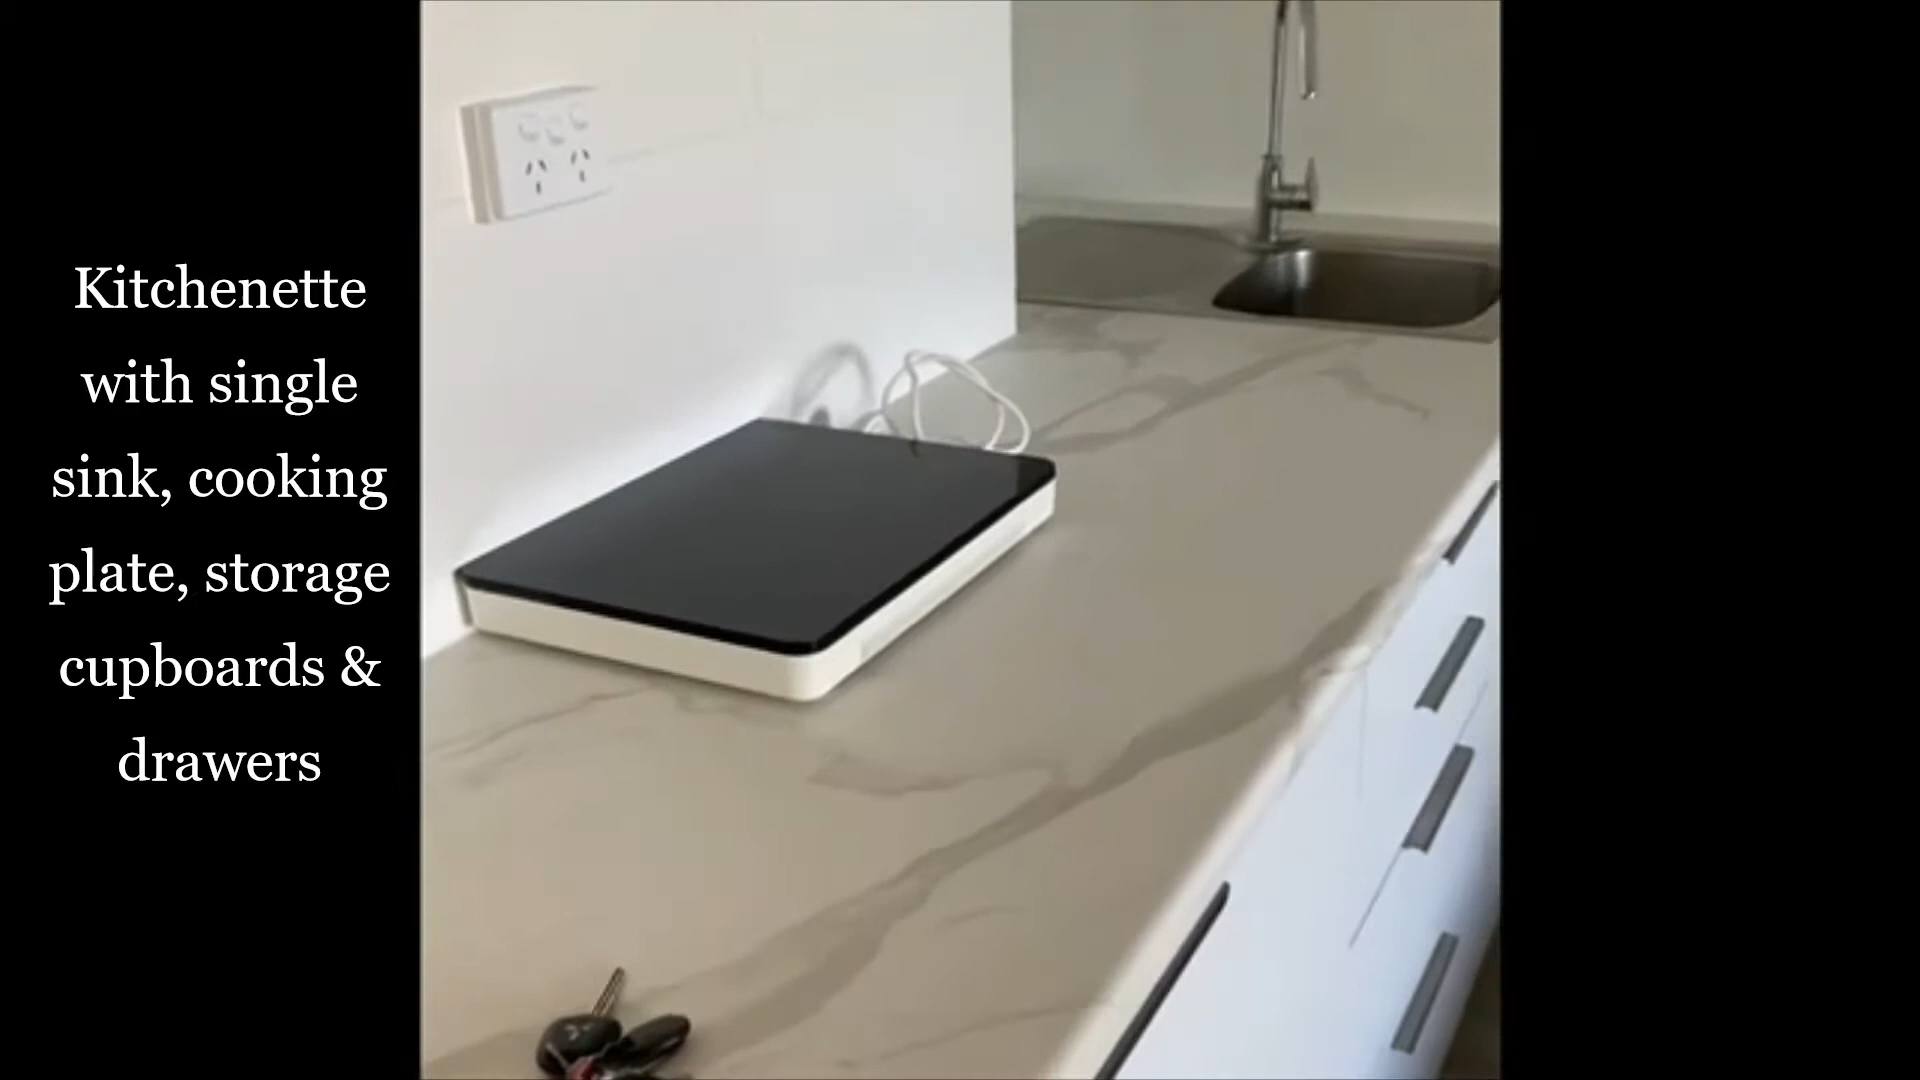 Kitchenette
with single
sink, cooking
plate, storage
cupboards &
drawers